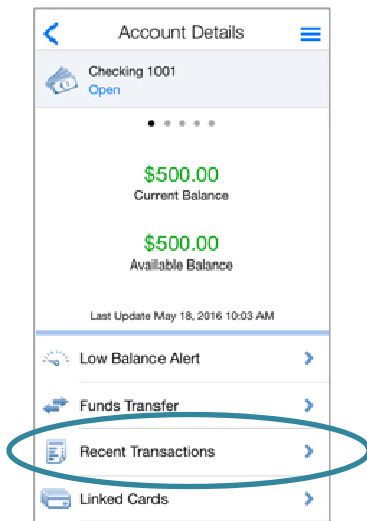 Account Details
Checking 1001
Open
$500.00
Current Balance
$500.00
Available Balance
Last Update May 18, 2016 10:03 AM
Low Balance Alert
Funds Transfer
Recent Transactions
Linked Cards